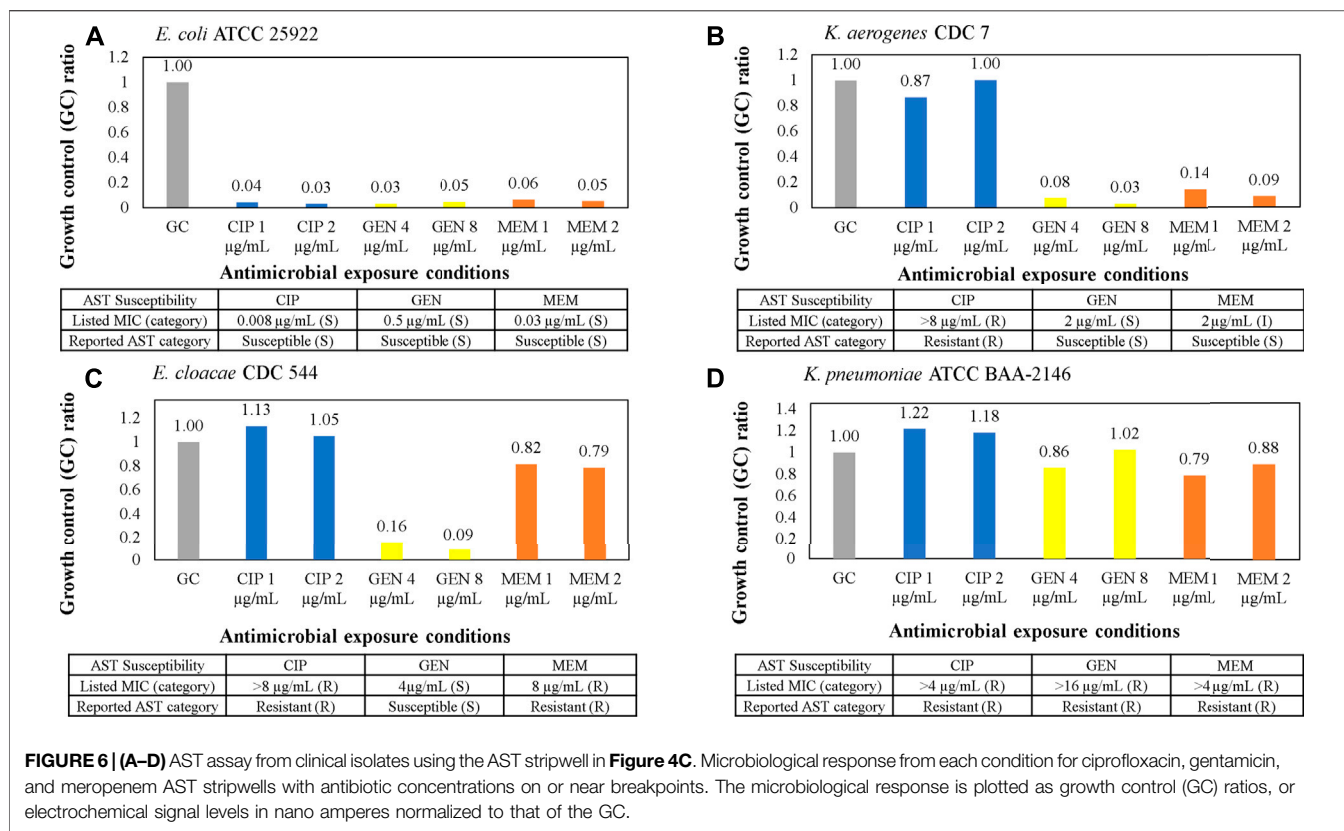 A
E. coli ATCC 25922
Growth control (GC) ratio
1.2
1
0.8
0.6
0.4
0.2
0
1.00
0.04
0.03
0.03
0.05
0.06
0.05
GC
CIP 1 µg/mL
CIP 2 µg/mL
GEN 4 µg/mL
GEN 8 µg/mL
MEM 1 µg/mL
MEM 2 µg/mL
Antimicrobial exposure conditions
AST Susceptibility CIP GEN MEM
Listed MIC (category) 0.008 µg/mL (S) 0.5 µg/mL (S) 0.03 µg/mL (S)
Reported AST category Susceptible (S) Susceptible (S) Susceptible (S)
B
K. aerogenes CDC 7
Growth control (GC) ratio
1.2
1
0.8
0.6
0.4
0.2
0
1.00
0.87
1.00
0.08
0.03
0.14
0.09
GC
CIP 1 µg/mL
CIP 2 µg/mL
GEN 4 µg/mL
GEN 8 µg/mL
MEM 1 µg/mL
MEM 2 µg/mL
Antimicrobial exposure conditions
AST Susceptibility CIP GEN MEM
Listed MIC (category) >8 µg/mL (R) 2 µg/mL (S) 2µg/mL (I)
Reported AST category Resistant (R) Susceptible (S) Susceptible (S)
C
E. cloacae CDC 544
Growth control (GC) ratio
1.2
1
0.8
0.6
0.4
0.2
0
1.00
1.13
1.05
0.16
0.09
0.82
0.79
GC
CIP 1 µg/mL
CIP 2 µg/mL
GEN 4 µg/mL
GEN 8 µg/mL
MEM 1 µg/mL
MEM 2 µg/mL
Antimicrobial exposure conditions
AST Susceptibility CIP GEN MEM
Listed MIC (category) >8 µg/mL (R) 4µg/mL (S) 8 µg/mL (R)
Reported AST category Resistant (R) Susceptible (S) Resistant (R)
D
K. pneumoniae ATCC BAA-2146
Growth control (GC) ratio
1.4
1.2
1
0.8
0.6
0.4
0.2
0
1.00
1.22
1.18
0.86
1.02
0.79
0.88
GC
CIP 1 µg/mL
CIP 2 µg/mL
GEN 4 µg/mL
GEN 8 µg/mL
MEM 1 µg/mL
MEM 2 µg/mL
Antimicrobial exposure conditions
AST Susceptibility CIP GEN MEM
Listed MIC (category) >4 µg/mL (R) >16 µg/mL (R) >4µg/mL (R)
Reported AST category Resistant (R) Resistant (R) Resistant (R)
FIGURE 6 | (A–D) AST assay from clinical isolates using the AST stripwell in Figure 4C. Microbiological response from each condition for ciprofloxacin, gentamicin,
and meropenem AST stripwells with antibiotic concentrations on or near breakpoints. The microbiological response is plotted as growth control (GC) ratios, or
electrochemical signal levels in nano amperes normalized to that of the GC.